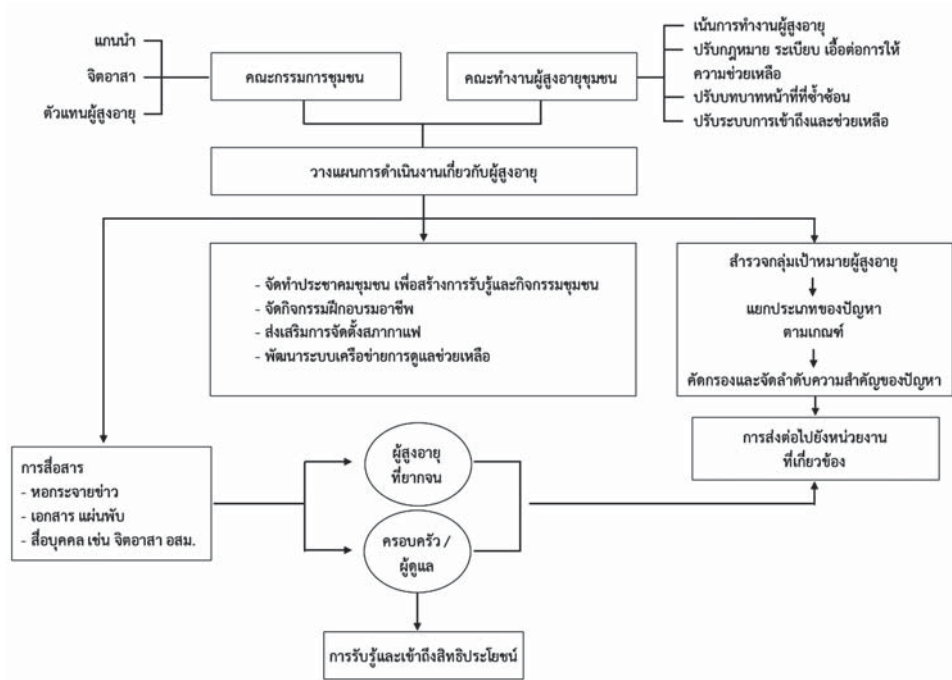 แกนนำ
จิตอาสา
ตัวแทนผู้สูงอายุ
คณะกรรมการชุมชน
คณะทำงานผู้สูงอายุชุมชน
เน้นการทำงานผู้สูงอายุ
ปรับกฎหมาย ระเบียบ เอื้อต่อการให้
ความช่วยเหลือ
ปรับบทบาทหน้าที่ที่ซ้ำซ้อน
ปรับระบบการเข้าถึงและช่วยเหลือ
วางแผนการดำเนินงานเกี่ยวกับผู้สูงอายุ
- จัดทำประชาคมชุมชน เพื่อสร้างการรับรู้และกิจกรรมชุมชน
- จัดกิจกรรมฝึกอบรมอาชีพ
- ส่งเสริมการจัดตั้งสภากาแฟ
- พัฒนาระบบเครือข่ายการดูแลช่วยเหลือ
สำรวจกลุ่มเป้าหมายผู้สูงอายุ
แยกประเภทของปัญหา
ตามเกณฑ์
คัดกรองและจัดลำดับความสำคัญของปัญหา
การส่งต่อไปยังหน่วยงาน
ที่เกี่ยวข้อง
การสื่อสาร
- หอกระจายข่าว
- เอกสาร แผ่นพับ
- สื่อบุคคล เช่น จิตอาสา อสม.
ผู้สูงอายุ
ที่ยากจน
ครอบครัว /
ผู้ดูแล
การรับรู้และเข้าถึงสิทธิประโยชน์